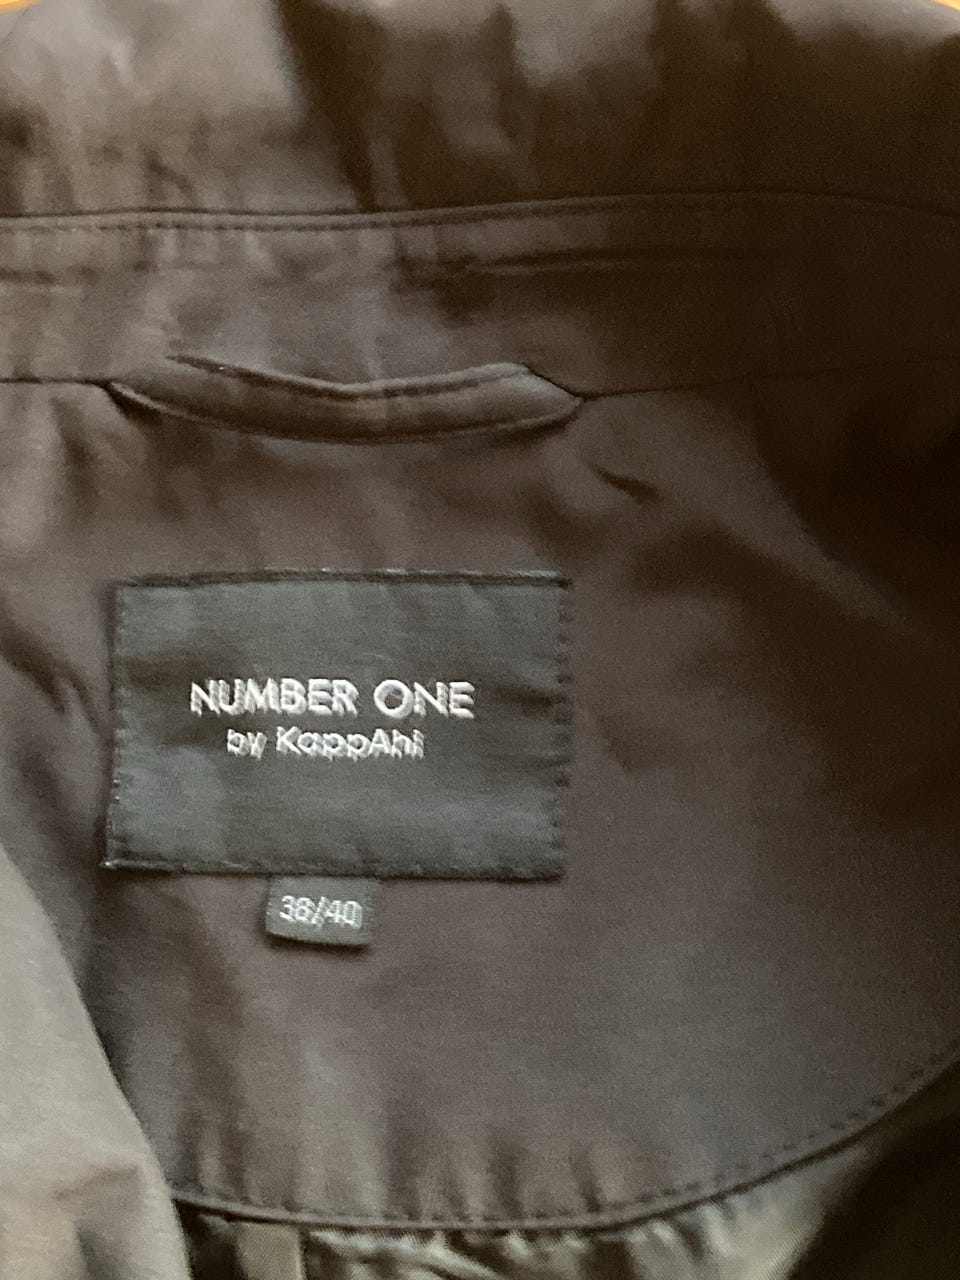 NUMBER ONE
by KappAhl
38/40